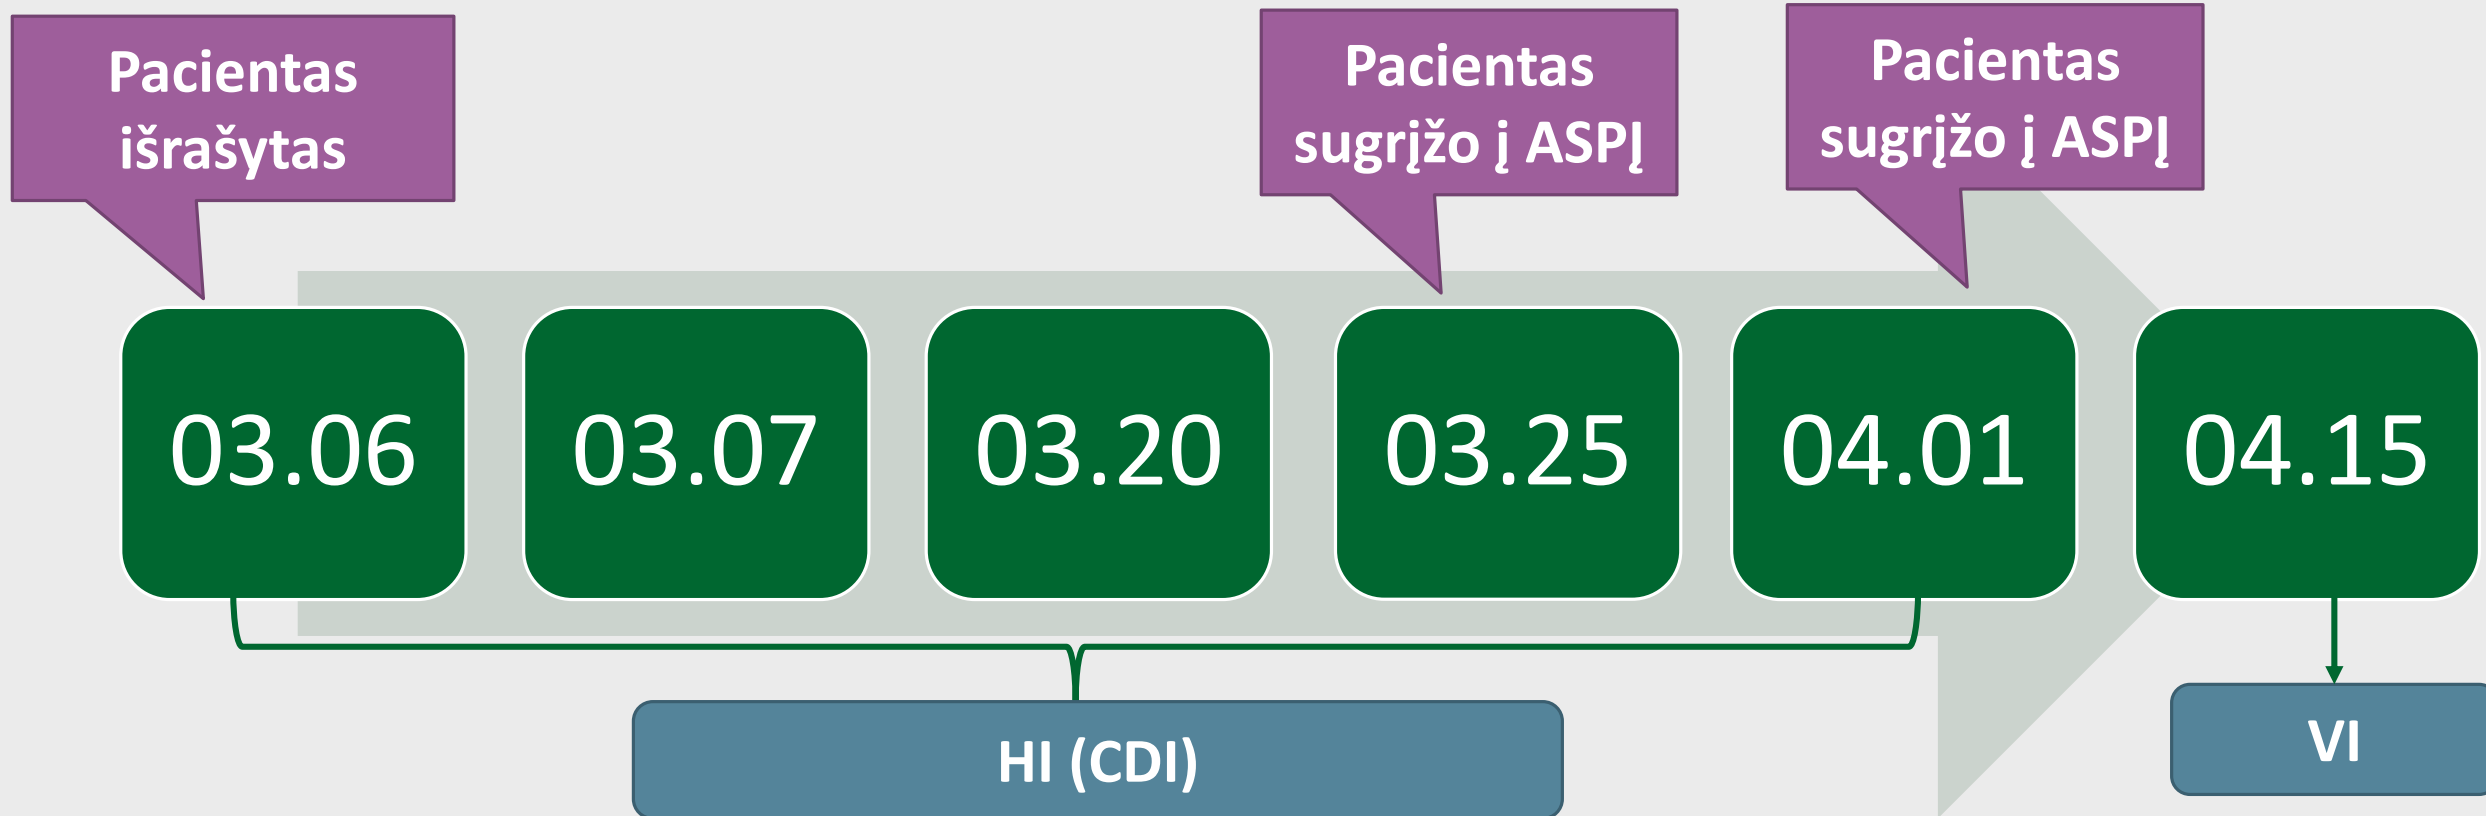 Pacientas
išrašytas
Pacientas
sugrįžo į ASPĮ
Pacientas
sugrįžo į ASPĮ
03.06
03.07
03.20
03.25
04.01
04.15
HI (CDI)
VI